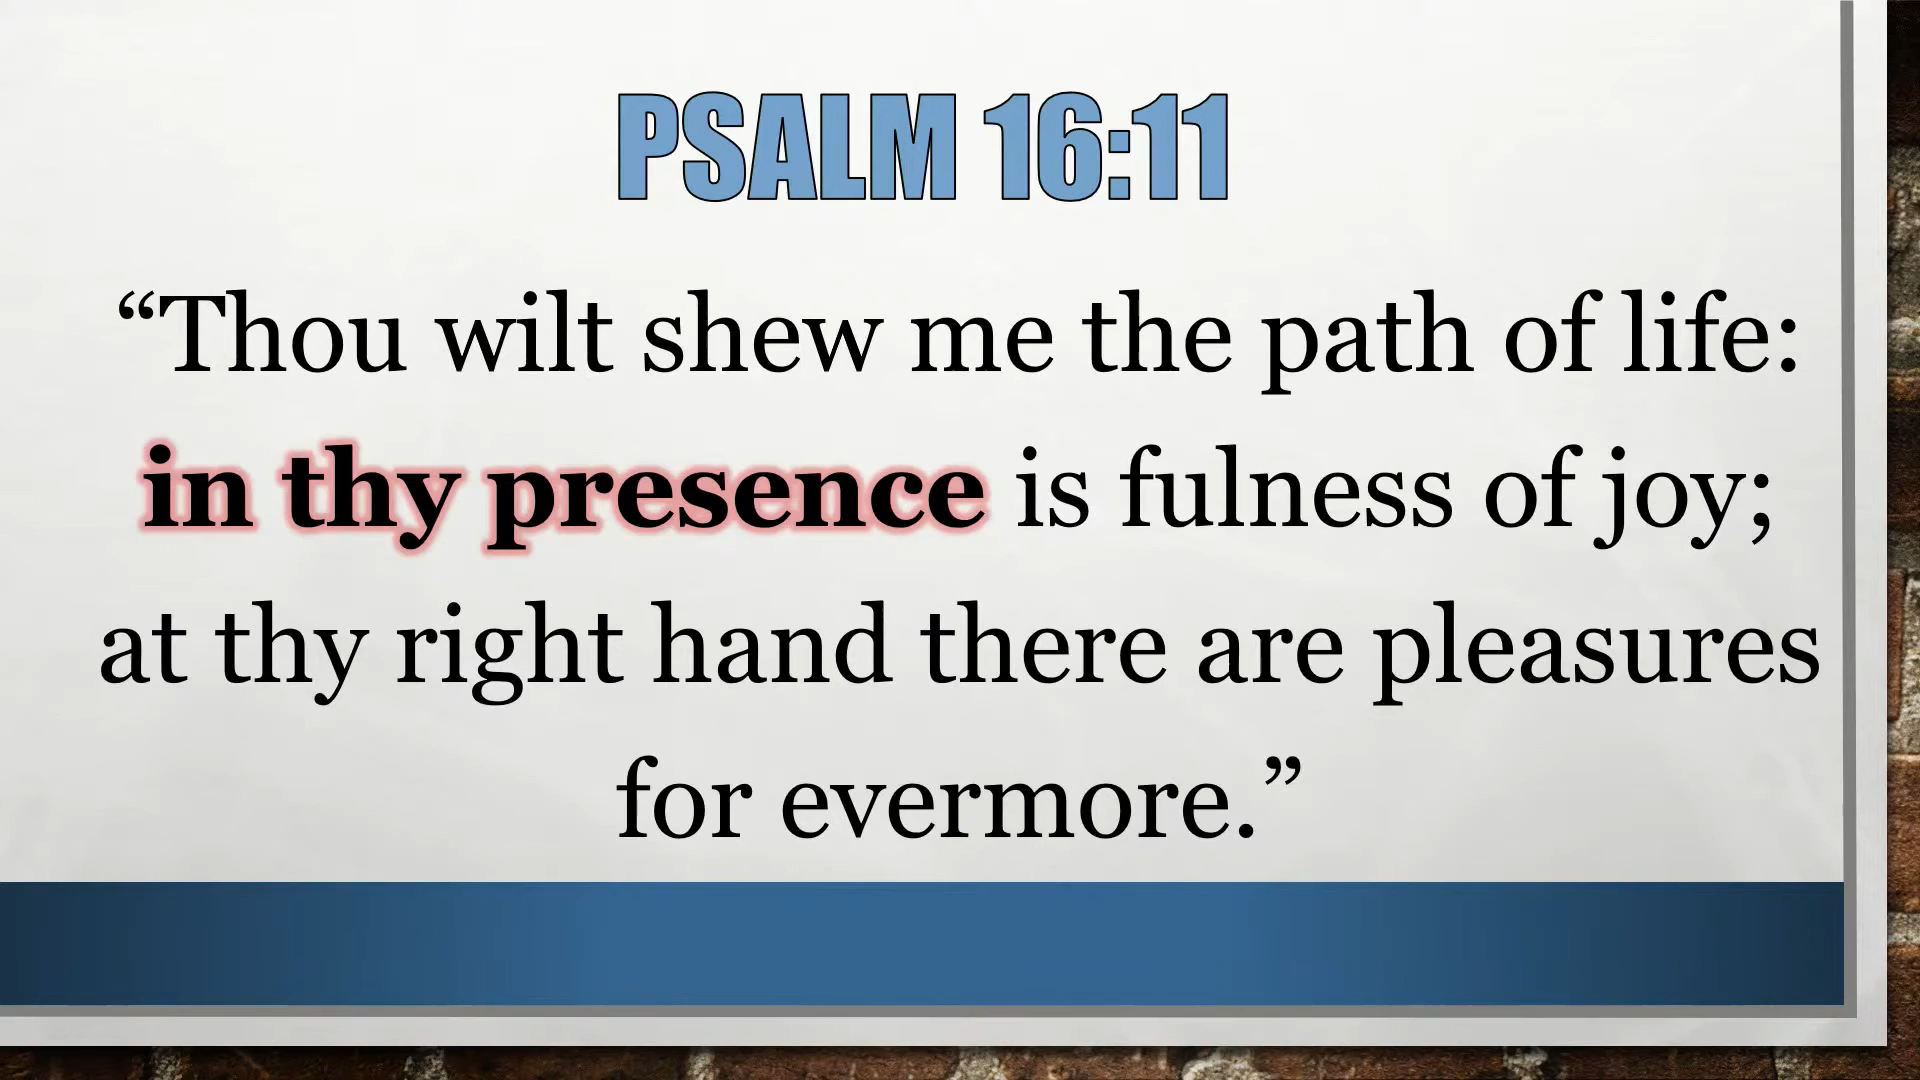 PSALM 16:11
“Thou wilt shew me the path of life:
in thy presence is fulness of joy;
at thy right hand there are pleasures
for evermore.”